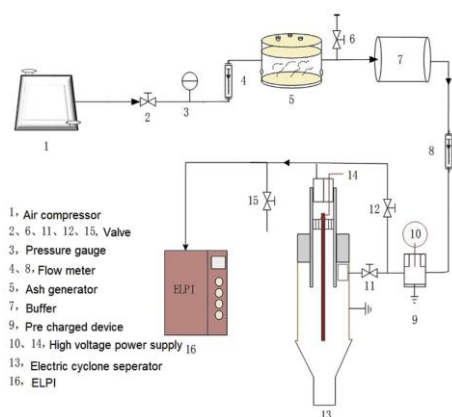 6
4
7
1
2
3
5
8
14
15
12
10
ELPI
11
9
16
13
1, Air compressor
2、6、11、12、15, Valve
3, Pressure gauge
4、8, Flow meter
5, Ash generator
7, Buffer
9, Pre charged device
10、14, High voltage power supply
13, Electric cyclone seperator
16, ELPI